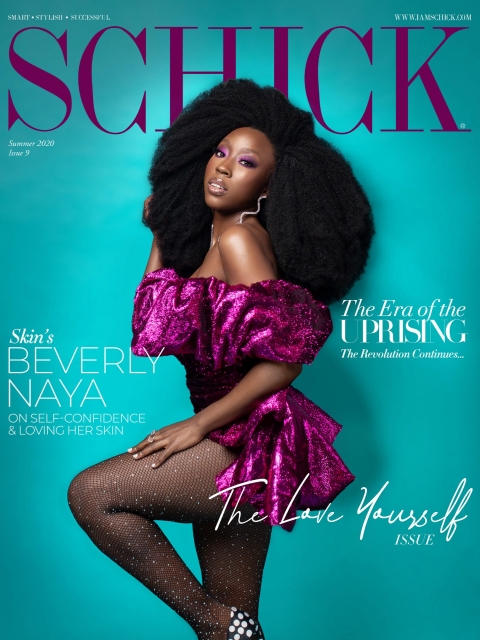 SMART • STYLISH • SUCCESSFUL
WWW.IAMSCHICK.COM
SCHICK®
Summer 2020
Issue 9
The Era of the
UPRISING
The Revolution Continues...
Skin's
BEVERLY
NAYA
ON SELF-CONFIDENCE
& LOVING HER SKIN
The Love Yourself
ISSUE